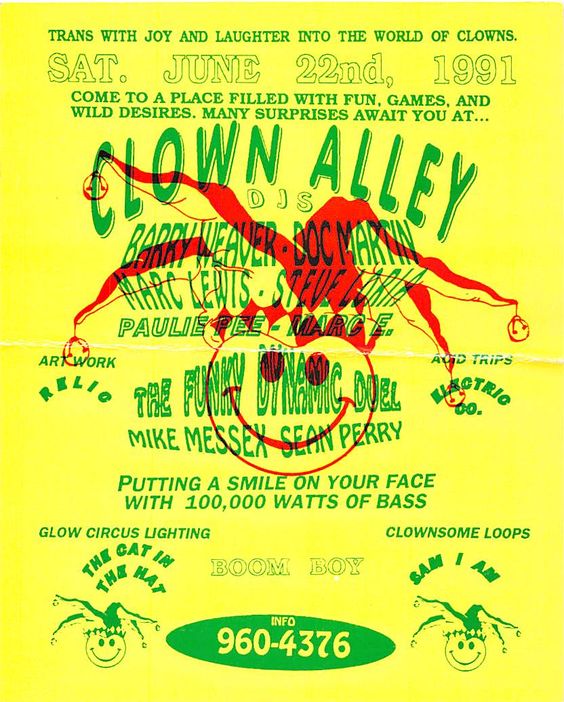 TRANS WITH JOY AND LAUGHTER INTO THE WORLD OF CLOWNS.
SAT. JUNE 22nd, 1991
COME TO A PLACE FILLED WITH FUN, GAMES, AND
WILD DESIRES. MANY SURPRISES AWAIT YOU AT...
CLOWN ALLEY
DJS
BARRY WEAVER - DOC MARTIN
MARC LEWIS - STEVE LORIA
PAULIE PEE - MARC E.
ART WORK
RELIC
ACID TRIPS
ELECTRIC
CO.
THE FUNKY DYNAMIC DUEL
MIKE MESSEX SEAN PERRY
PUTTING A SMILE ON YOUR FACE
WITH 100,000 WATTS OF BASS
GLOW CIRCUS LIGHTING
THE CAT IN
THE HAT
BOOM BOY
CLOWNSOME LOOPS
SAM I AM
INFO
960-4376